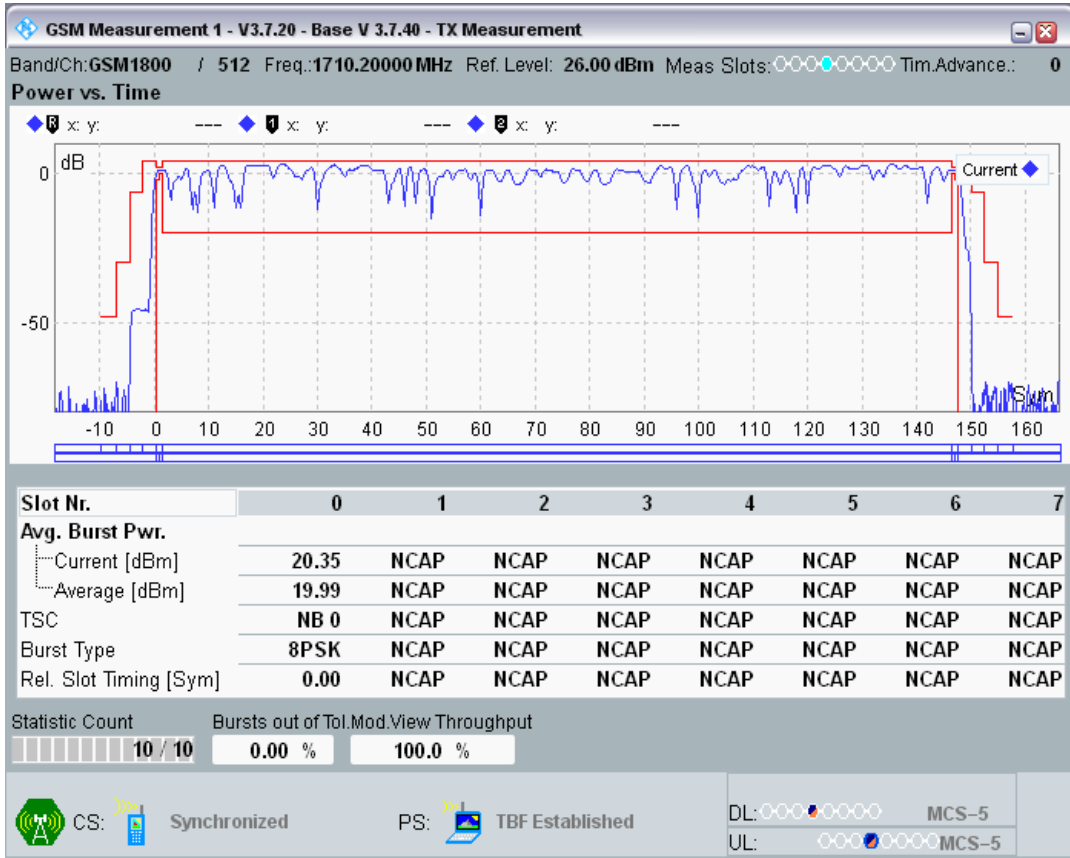 GSM Measurement 1 - V3.7.20 - Base V 3.7.40 - TX Measurement
Band/Ch:GSM1800 / 512 Freq.:1710.20000 MHz Ref. Level: 26.00 dBm Meas Slots: Tim.Advance.: 0
Power vs. Time
R x: y: --- 1 x: y: --- 2 x: y: ---
dB
Current
0
-50
Sym
-10 0 10 20 30 40 50 60 70 80 90 100 110 120 130 140 150 160
Slot Nr. 0 1 2 3 4 5 6 7
Avg. Burst Pwr.
Current [dBm] 20.35 NCAP NCAP NCAP NCAP NCAP NCAP NCAP
Average [dBm] 19.99 NCAP NCAP NCAP NCAP NCAP NCAP NCAP
TSC NB 0 NCAP NCAP NCAP NCAP NCAP NCAP NCAP
Burst Type 8PSK NCAP NCAP NCAP NCAP NCAP NCAP NCAP
Rel. Slot Timing [Sym] 0.00 NCAP NCAP NCAP NCAP NCAP NCAP NCAP
Statistic Count Bursts out of Tol.Mod.View Throughput
10 / 10 0.00 % 100.0 %
CS: Synchronized PS: TBF Established
DL: MCS-5
UL: MCS-5